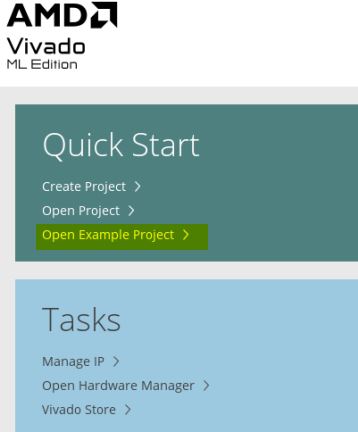 AMD
Vivado
ML Edition
Quick Start
Create Project >
Open Project >
Open Example Project >
Tasks
Manage IP >
Open Hardware Manager >
Vivado Store >